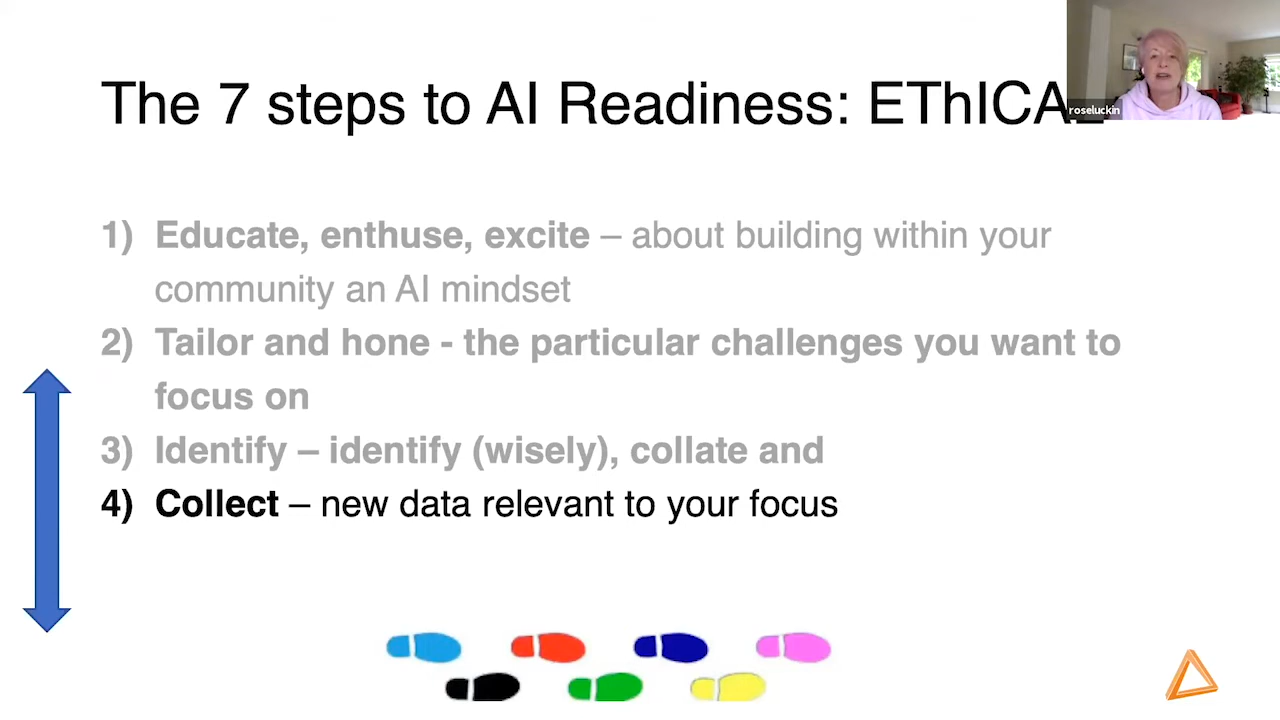 The 7 steps to AI Readiness: EThICAL
roseluckin
1) Educate, enthuse, excite – about building within your
community an AI mindset
2) Tailor and hone - the particular challenges you want to
focus on
3) Identify – identify (wisely), collate and
4) Collect – new data relevant to your focus